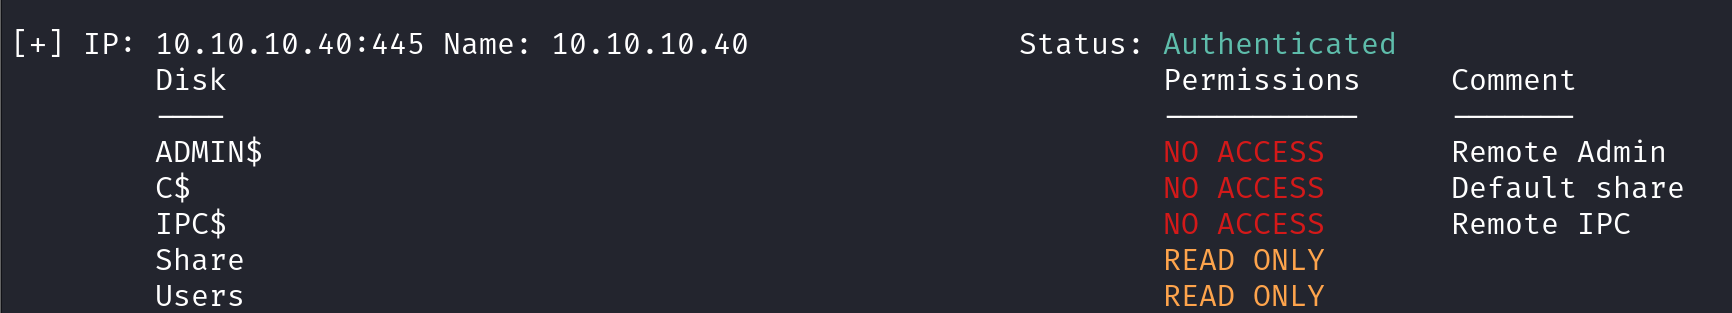 [+] IP: 10.10.10.40:445 Name: 10.10.10.40 Status: Authenticated
Disk Permissions Comment
---- ----------- -------
ADMIN$ NO ACCESS Remote Admin
C$ NO ACCESS Default share
IPC$ NO ACCESS Remote IPC
Share READ ONLY
Users READ ONLY